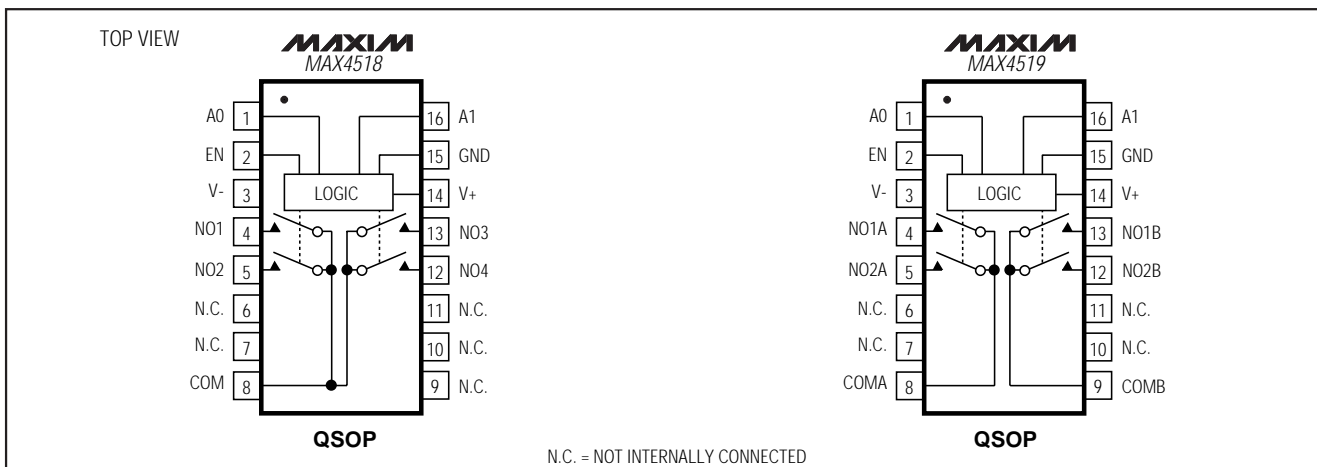 TOP VIEW
MAXIM
MAX4518
A0 1
EN 2
V- 3
NO1 4
NO2 5
N.C. 6
N.C. 7
COM 8
16 A1
15 GND
14 V+
13 NO3
12 NO4
11 N.C.
10 N.C.
9 N.C.
LOGIC
QSOP
MAXIM
MAX4519
A0 1
EN 2
V- 3
NO1A 4
NO2A 5
N.C. 6
N.C. 7
COMA 8
16 A1
15 GND
14 V+
13 NO1B
12 NO2B
11 N.C.
10 N.C.
9 COMB
LOGIC
QSOP
N.C. = NOT INTERNALLY CONNECTED